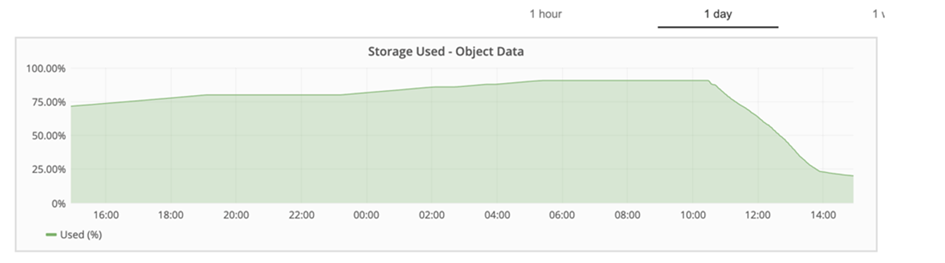 1 hour 1 day 1
Storage Used - Object Data
100.00%
75.00%
50.00%
25.00%
0%
16:00 18:00 20:00 22:00 00:00 02:00 04:00 06:00 08:00 10:00 12:00 14:00
Used (%)